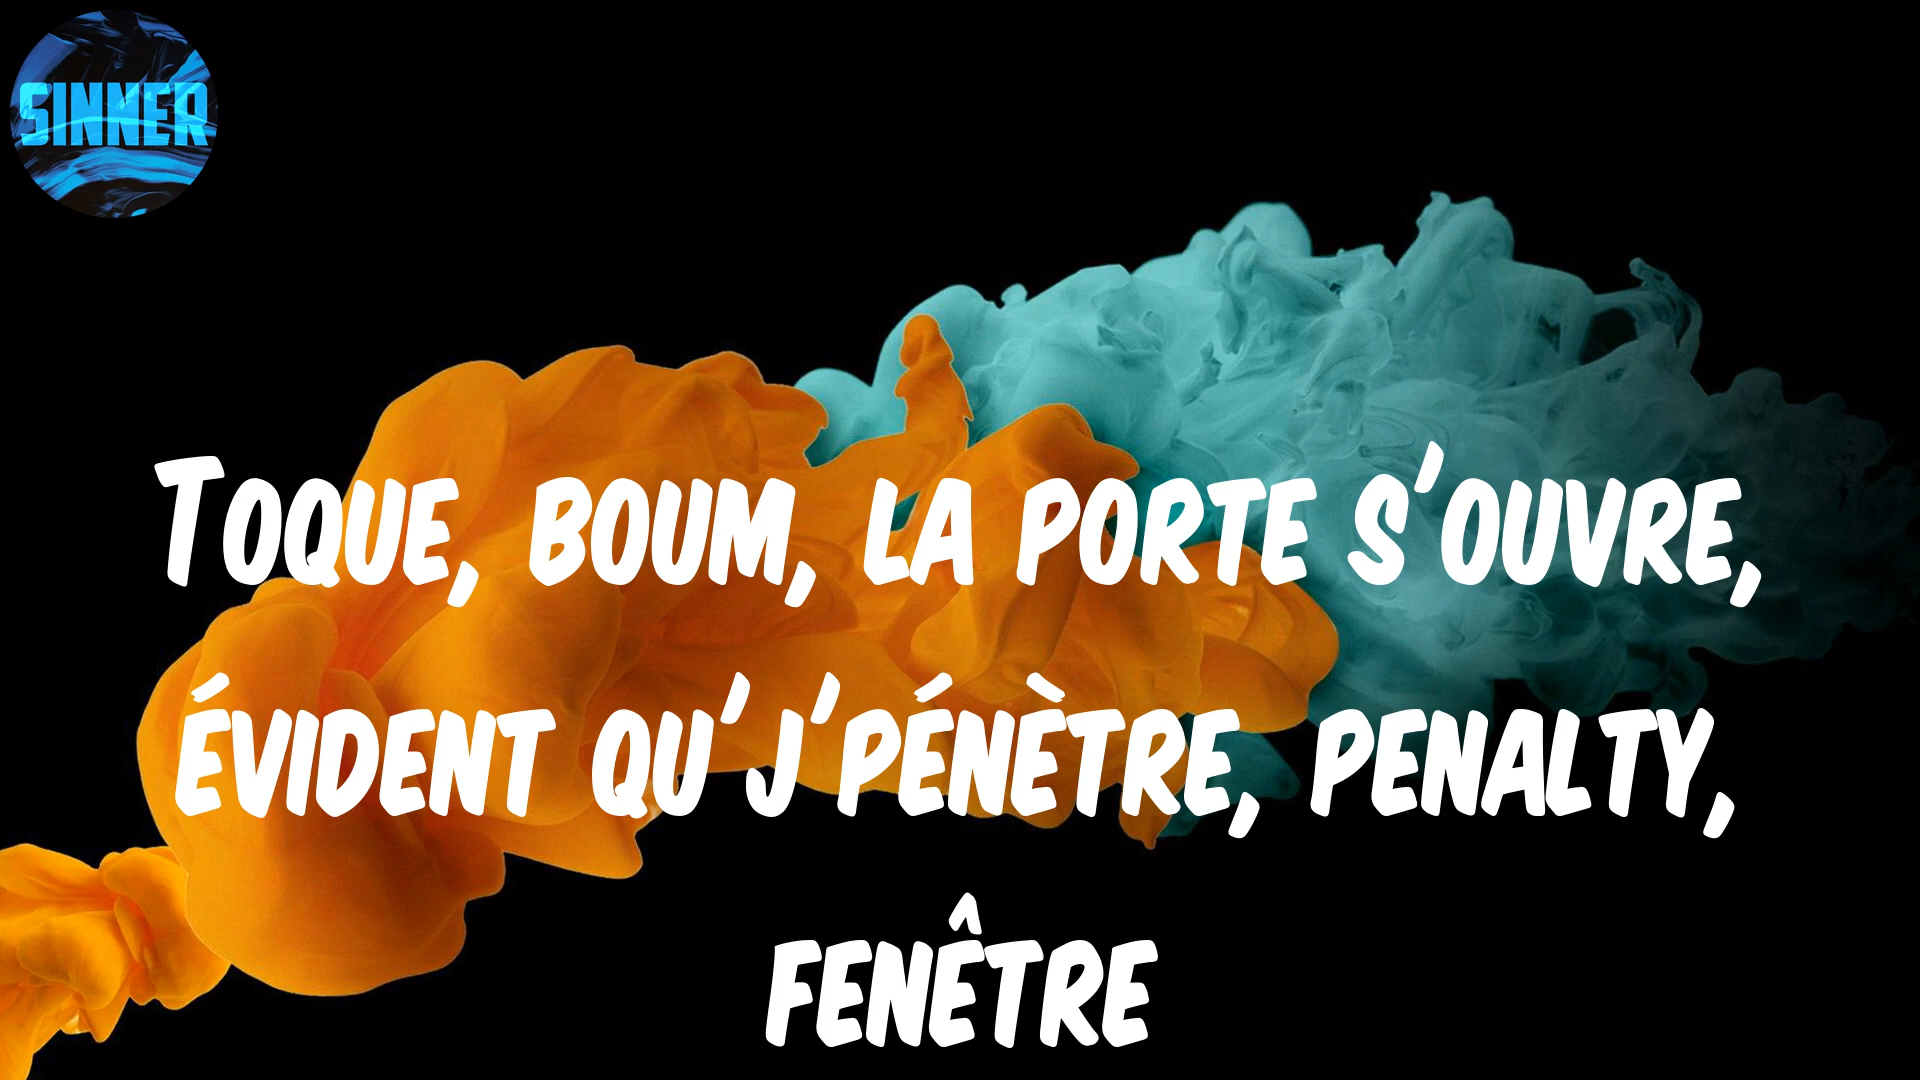 SINNER
Toque, boum, la porte s'ouvre,
évident qu'j'pénètre, penalty,
fenêtre